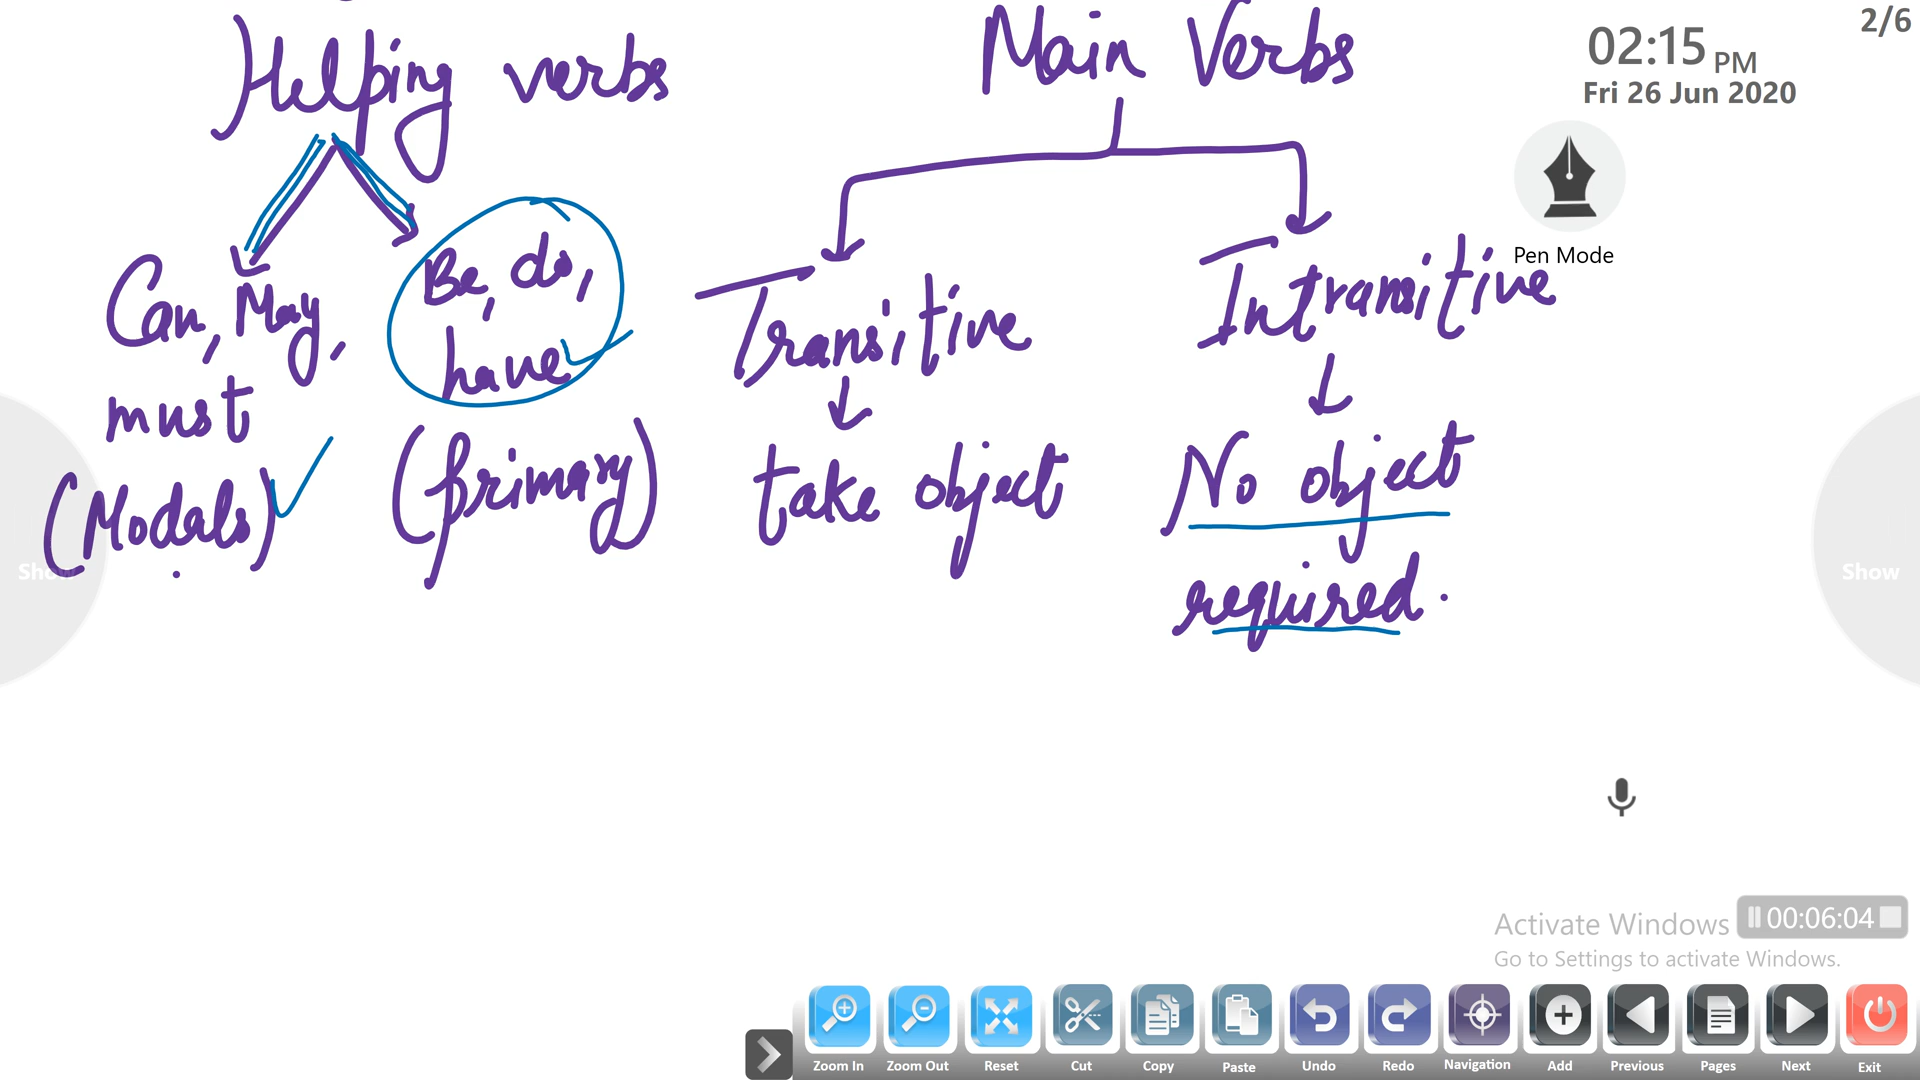 Helping verbs
Main Verbs
2/6
02:15 PM
Fri 26 Jun 2020
Pen Mode
Can, May,
must
(Modals)
Be, do,
have
(primary)
Transitive
take object
Intransitive
No object
required.
Show
Show
Activate Windows
Go to Settings to activate Windows.
00:06:04
Zoom In
Zoom Out
Reset
Cut
Copy
Paste
Undo
Redo
Navigation
Add
Previous
Pages
Next
Exit